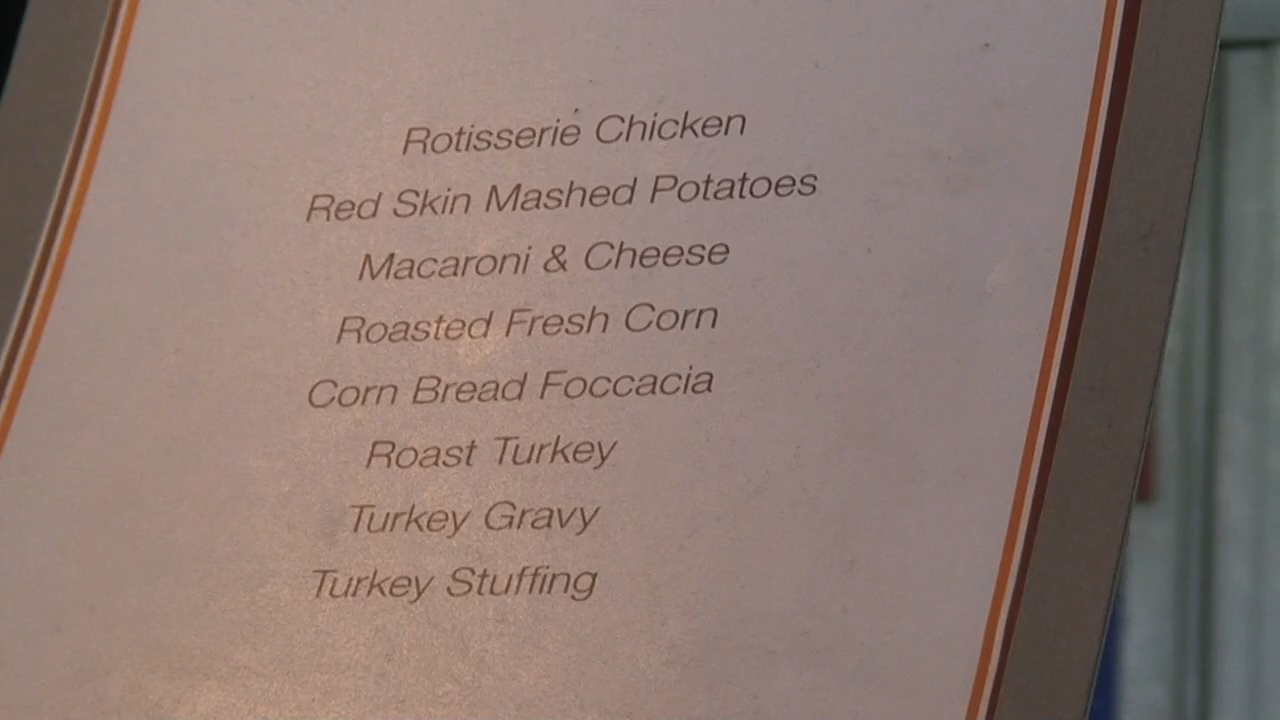 Rotisserie Chicken
Red Skin Mashed Potatoes
Macaroni & Cheese
Roasted Fresh Corn
Corn Bread Foccacia
Roast Turkey
Turkey Gravy
Turkey Stuffing